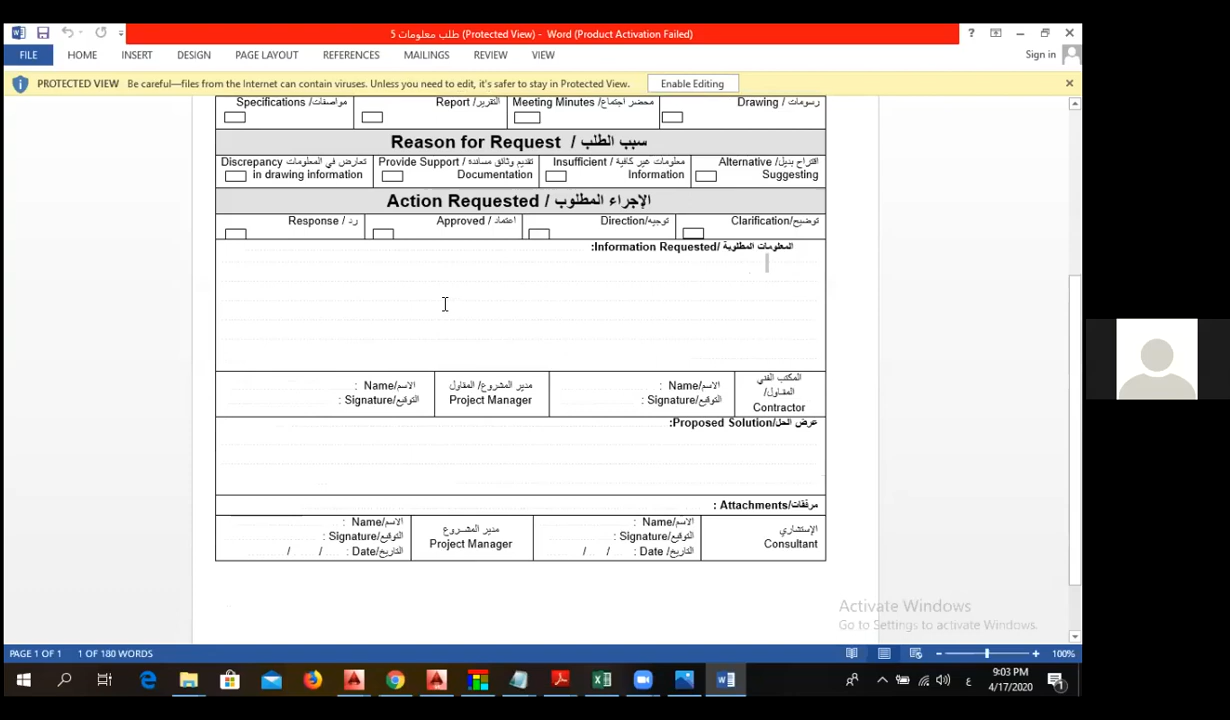 طلب معلومات 5 (Protected View) - Word (Product Activation Failed)
FILE HOME INSERT DESIGN PAGE LAYOUT REFERENCES MAILINGS REVIEW VIEW Sign in
PROTECTED VIEW Be careful—files from the Internet can contain viruses. Unless you need to edit, it's safer to stay in Protected View. Enable Editing
Specifications /مواصفات Report /التقرير Meeting Minutes /محضر اجتماع Drawing /رسومات
Reason for Request / سبب الطلب
Discrepancy تعارض في المعلومات Provide Support / تقديم وثائق مساندة Insufficient / معلومات غير كافية Alternative /اقتراح بديل
in drawing information Documentation Information Suggesting
Action Requested / الإجراء المطلوب
Response / رد Approved / اعتماد Direction/توجيه Clarification/توضيح
:Information Requested/ المعلومات المطلوبة
: Name/الاسم مدير المشروع/ المقاول : Name/الاسم المكتب الفني
: Signature/التوقيع Project Manager : Signature/التوقيع المقاول/
Contractor
:Proposed Solution/عرض الحل
: Attachments/مرفقات
: Name/الاسم مدير المشروع : Name/الاسم الإستشاري
: Signature/التوقيع Project Manager : Signature/التوقيع Consultant
/ / : Date/التاريخ / / : Date /التاريخ
Activate Windows
Go to Settings to activate Windows.
PAGE 1 OF 1 1 OF 180 WORDS 100%
9:03 PM
4/17/2020
ع
1